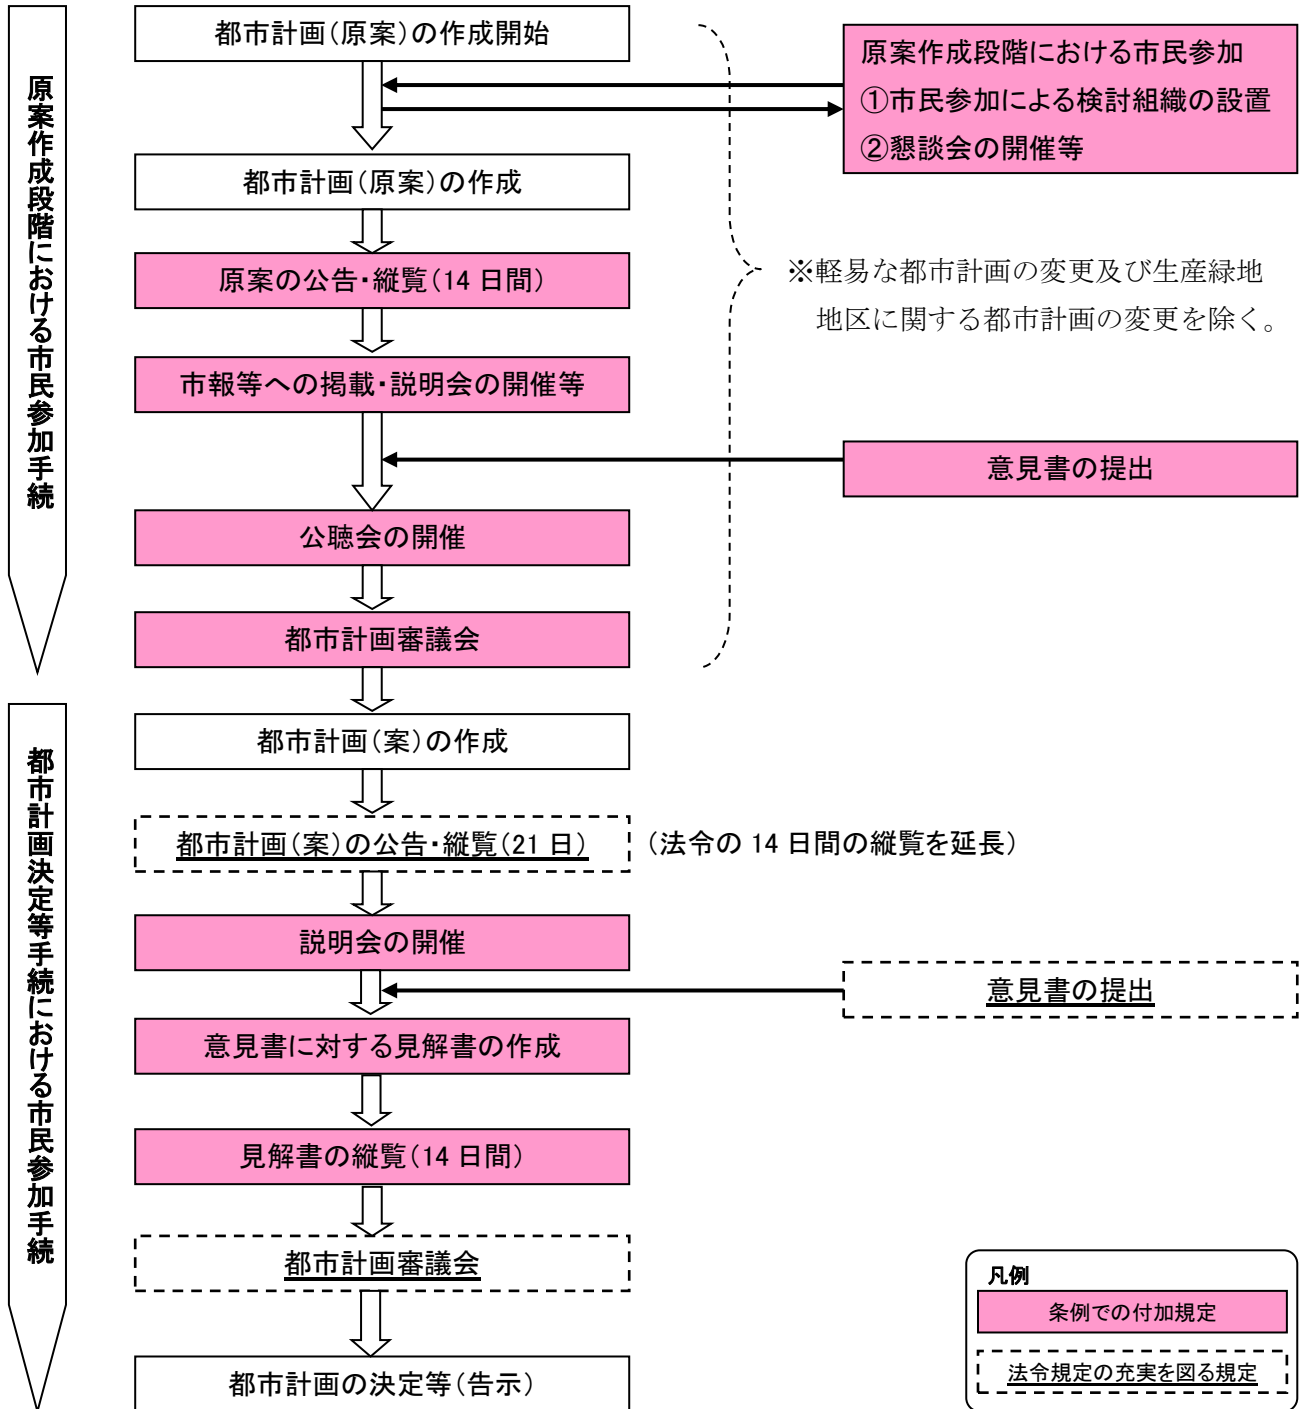 原案作成段階における市民参加手続
都市計画(原案)の作成開始
原案作成段階における市民参加
①市民参加による検討組織の設置
②懇談会の開催等
都市計画(原案)の作成
原案の公告・縦覧(14 日間)
※軽易な都市計画の変更及び生産緑地
地区に関する都市計画の変更を除く。
市報等への掲載・説明会の開催等
意見書の提出
公聴会の開催
都市計画審議会
都市計画決定等手続における市民参加手続
都市計画(案)の作成
都市計画(案)の公告・縦覧(21 日)
(法令の 14 日間の縦覧を延長)
説明会の開催
意見書の提出
意見書に対する見解書の作成
見解書の縦覧(14 日間)
都市計画審議会
都市計画の決定等(告示)
凡例
条例での付加規定
法令規定の充実を図る規定